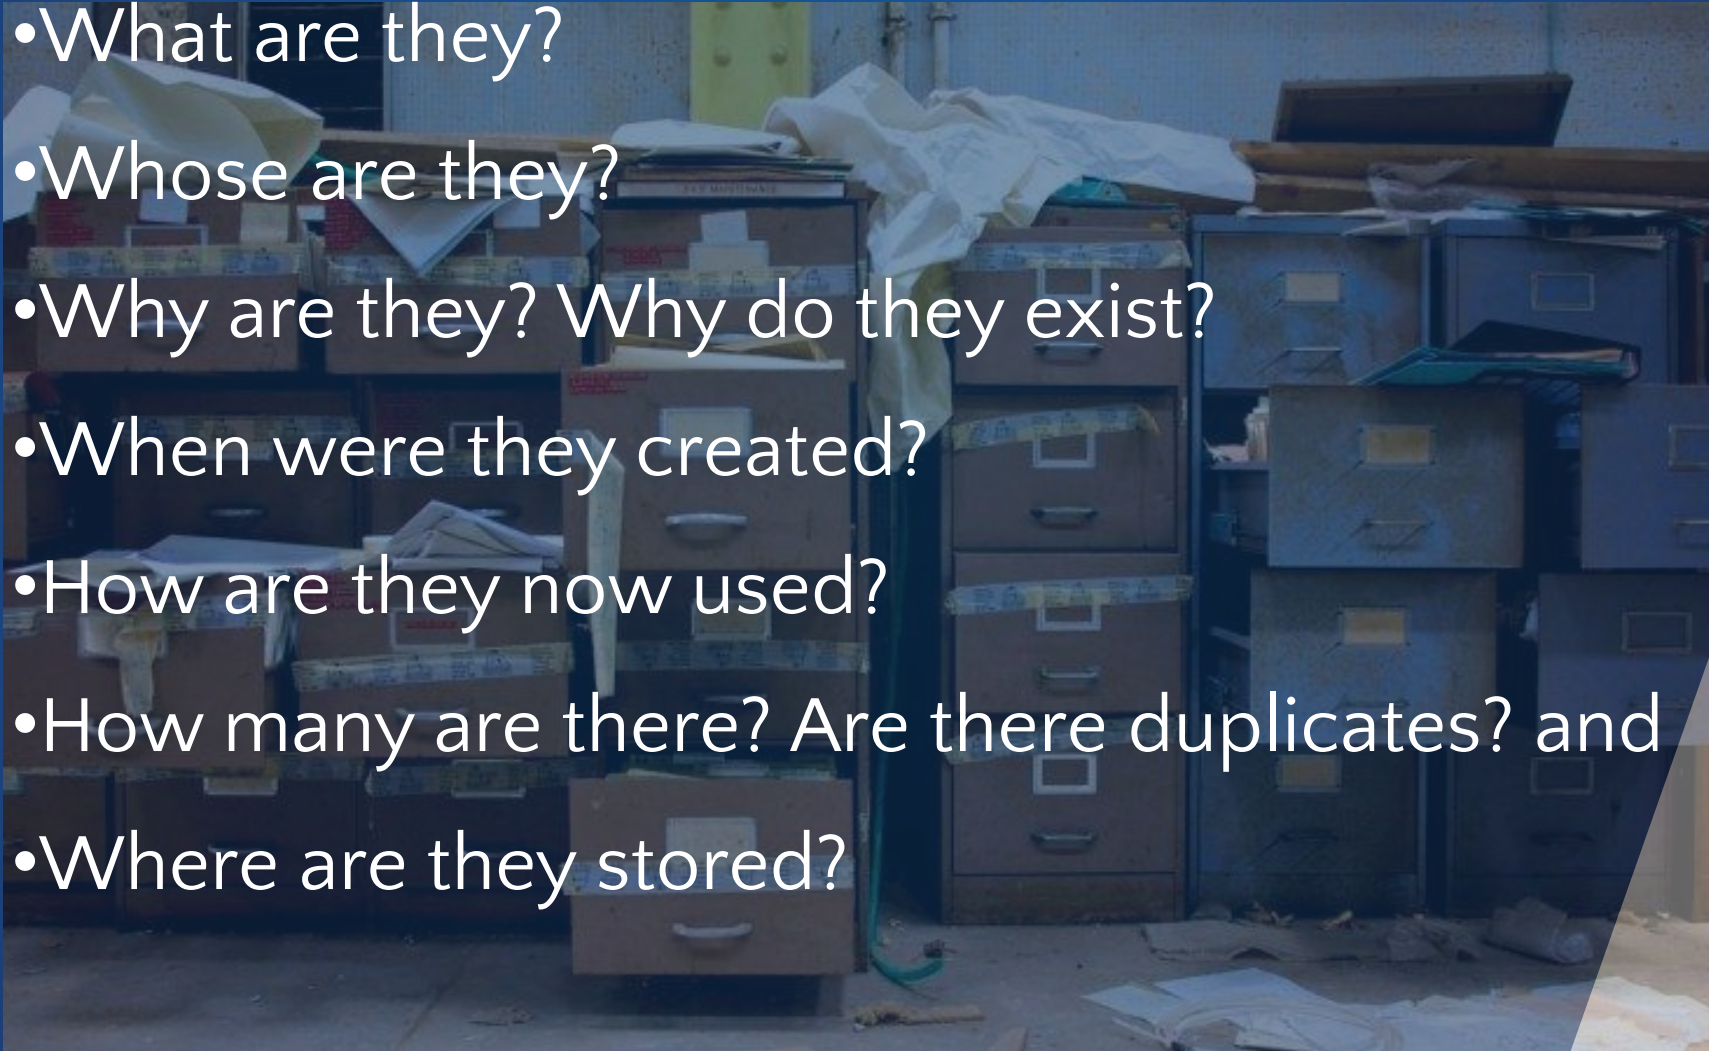 •What are they?
•Whose are they?
•Why are they? Why do they exist?
•When were they created?
•How are they now used?
•How many are there? Are there duplicates? and
•Where are they stored?